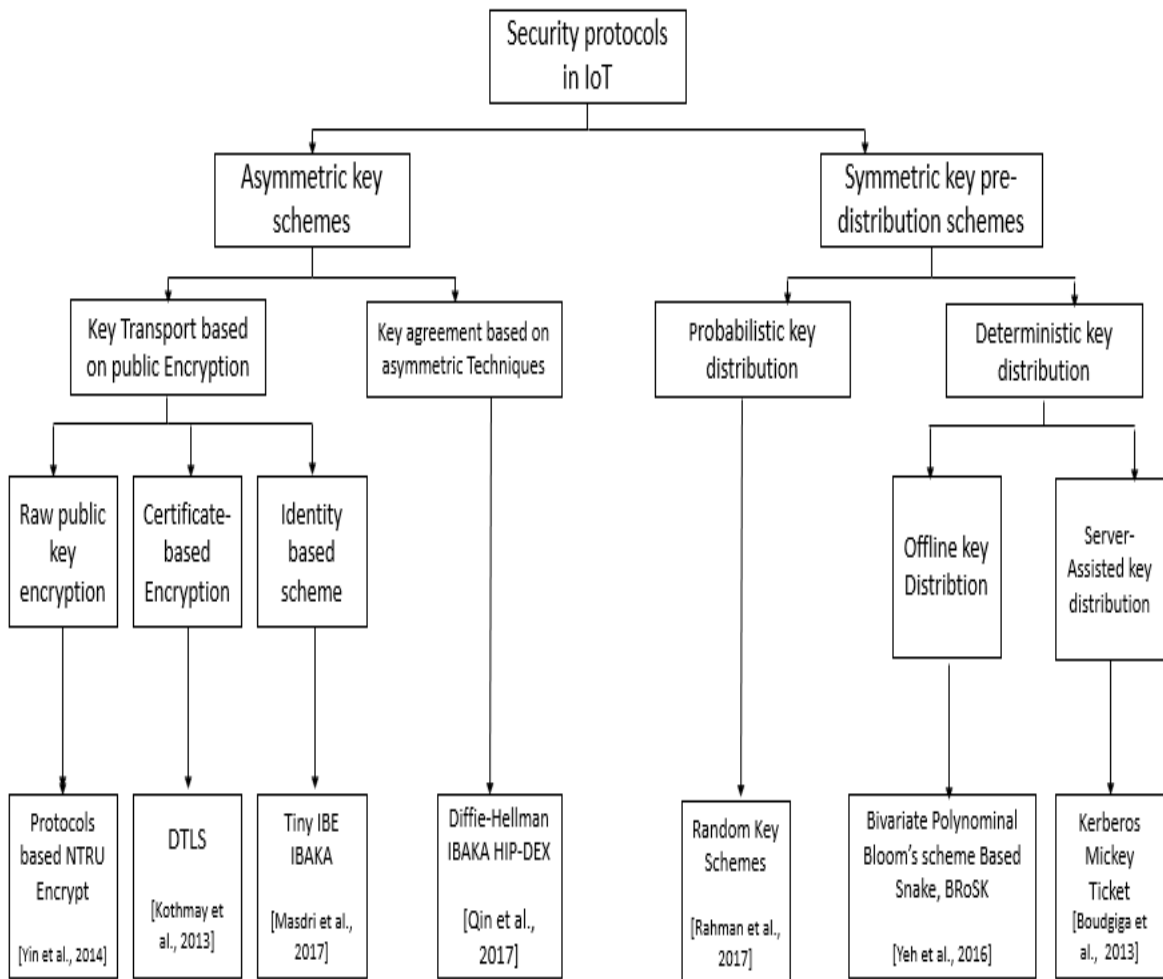 Security protocols
in IoT
Asymmetric key
schemes
Symmetric key pre-
distribution schemes
Key Transport based
on public Encryption
Key agreement based on
asymmetric Techniques
Probabilistic key
distribution
Deterministic key
distribution
Raw public
key
encryption
Certificate-
based
Encryption
Identity
based
scheme
Offline key
Distribtion
Server-
Assisted key
distribution
Protocols
based NTRU
Encrypt
[Yin et al., 2014]
DTLS
[Kothmay et
al., 2013]
Tiny IBE
IBAKA
[Masdri et al.,
2017]
Diffie-Hellman
IBAKA HIP-DEX
[Qin et al.,
2017]
Random Key
Schemes
[Rahman et al.,
2017]
Bivariate Polynominal
Bloom's scheme Based
Snake, BRoSK
[Yeh et al., 2016]
Kerberos
Mickey
Ticket
[Boudgiga et
al., 2013]